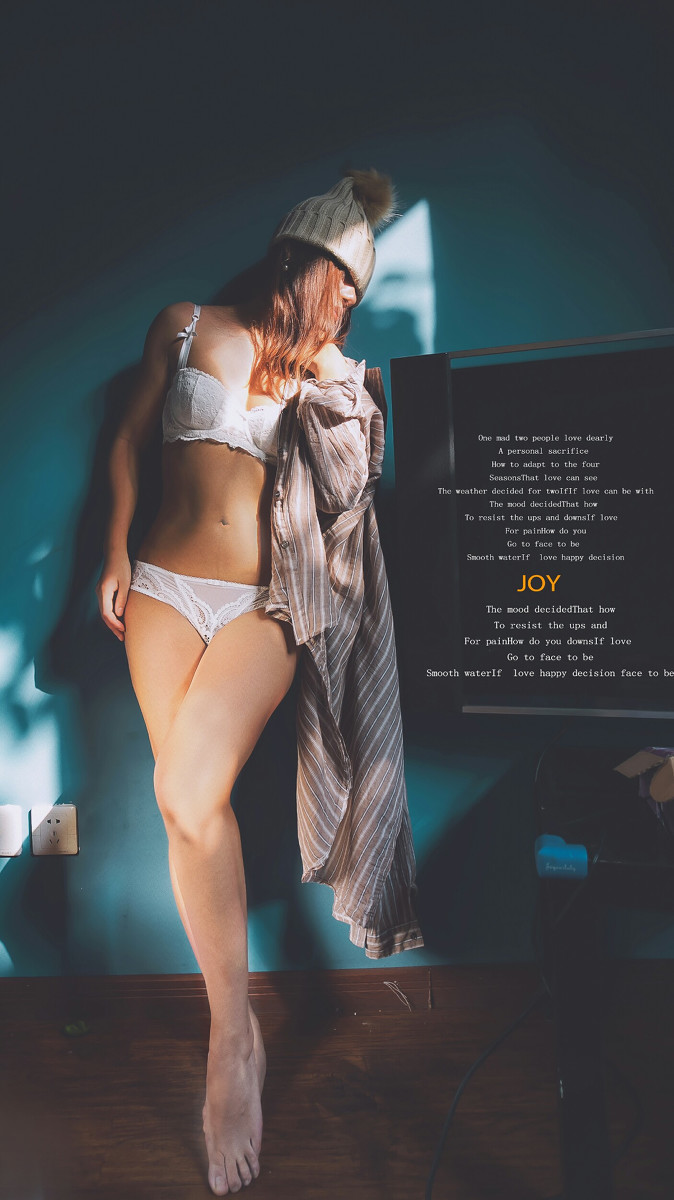 One mad two people love dearly
A personal sacrifice
How to adapt to the four
SeasonsThat love can see
The weather decided for twoIfIf love can be with
The mood decidedThat how
To resist the ups and downsIf love
For painHow do you
Go to face to be
Smooth waterIf love happy decision
JOY
The mood decidedThat how
To resist the ups and
For painHow do you downsIf love
Go to face to be
Smooth waterIf love happy decision face to be